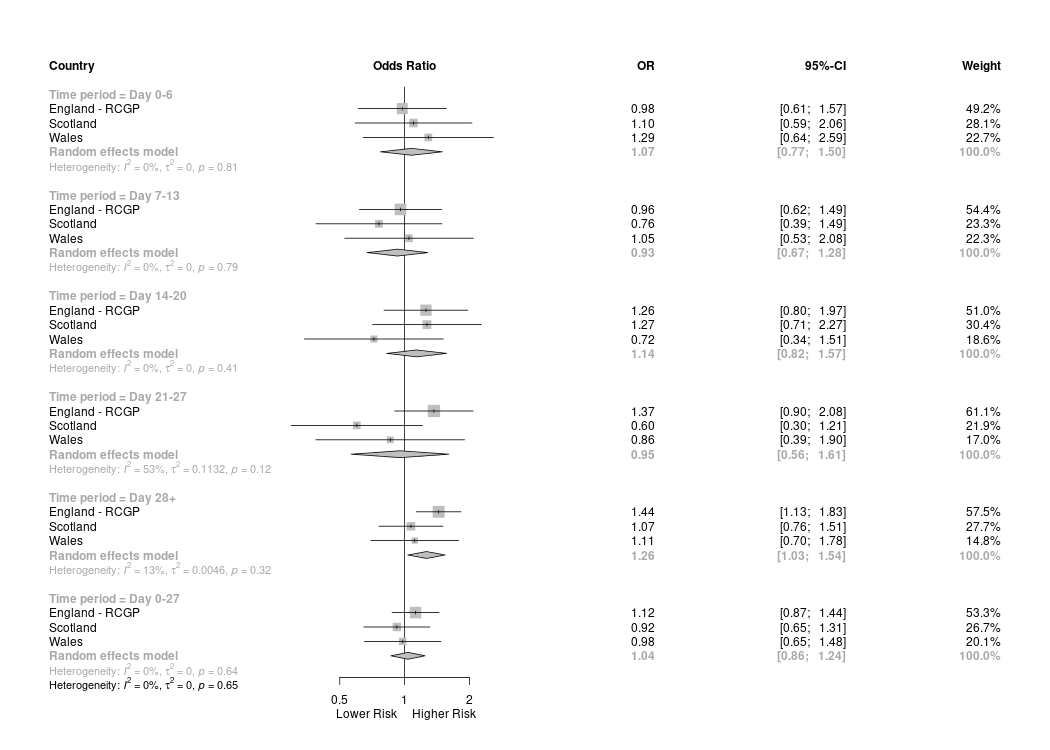 Country Odds Ratio OR 95%-CI Weight
Time period = Day 0-6
England - RCGP 0.98 [0.61; 1.57] 49.2%
Scotland 1.10 [0.59; 2.06] 28.1%
Wales 1.29 [0.64; 2.59] 22.7%
Random effects model 1.07 [0.77; 1.50] 100.0%
Heterogeneity: I² = 0%, τ² = 0, p = 0.81
Time period = Day 7-13
England - RCGP 0.96 [0.62; 1.49] 54.4%
Scotland 0.76 [0.39; 1.49] 23.3%
Wales 1.05 [0.53; 2.08] 22.3%
Random effects model 0.93 [0.67; 1.28] 100.0%
Heterogeneity: I² = 0%, τ² = 0, p = 0.79
Time period = Day 14-20
England - RCGP 1.26 [0.80; 1.97] 51.0%
Scotland 1.27 [0.71; 2.27] 30.4%
Wales 0.72 [0.34; 1.51] 18.6%
Random effects model 1.14 [0.82; 1.57] 100.0%
Heterogeneity: I² = 0%, τ² = 0, p = 0.41
Time period = Day 21-27
England - RCGP 1.37 [0.90; 2.08] 61.1%
Scotland 0.60 [0.30; 1.21] 21.9%
Wales 0.86 [0.39; 1.90] 17.0%
Random effects model 0.95 [0.56; 1.61] 100.0%
Heterogeneity: I² = 53%, τ² = 0.1132, p = 0.12
Time period = Day 28+
England - RCGP 1.44 [1.13; 1.83] 57.5%
Scotland 1.07 [0.76; 1.51] 27.7%
Wales 1.11 [0.70; 1.78] 14.8%
Random effects model 1.26 [1.03; 1.54] 100.0%
Heterogeneity: I² = 13%, τ² = 0.0046, p = 0.32
Time period = Day 0-27
England - RCGP 1.12 [0.87; 1.44] 53.3%
Scotland 0.92 [0.65; 1.31] 26.7%
Wales 0.98 [0.65; 1.48] 20.1%
Random effects model 1.04 [0.86; 1.24] 100.0%
Heterogeneity: I² = 0%, τ² = 0, p = 0.64
Heterogeneity: I² = 0%, τ² = 0, p = 0.65
0.5 1 2
Lower Risk Higher Risk